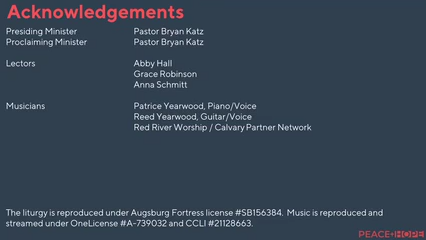 Acknowledgements
Presiding Minister Pastor Bryan Katz
Proclaiming Minister Pastor Bryan Katz
Lectors Abby Hall
Grace Robinson
Anna Schmitt
Musicians Patrice Yearwood, Piano/Voice
Reed Yearwood, Guitar/Voice
Red River Worship / Calvary Partner Network
The liturgy is reproduced under Augsburg Fortress license #SB156384. Music is reproduced and
streamed under OneLicense #A-739032 and CCLI #21128663.
PEACE+HOPE